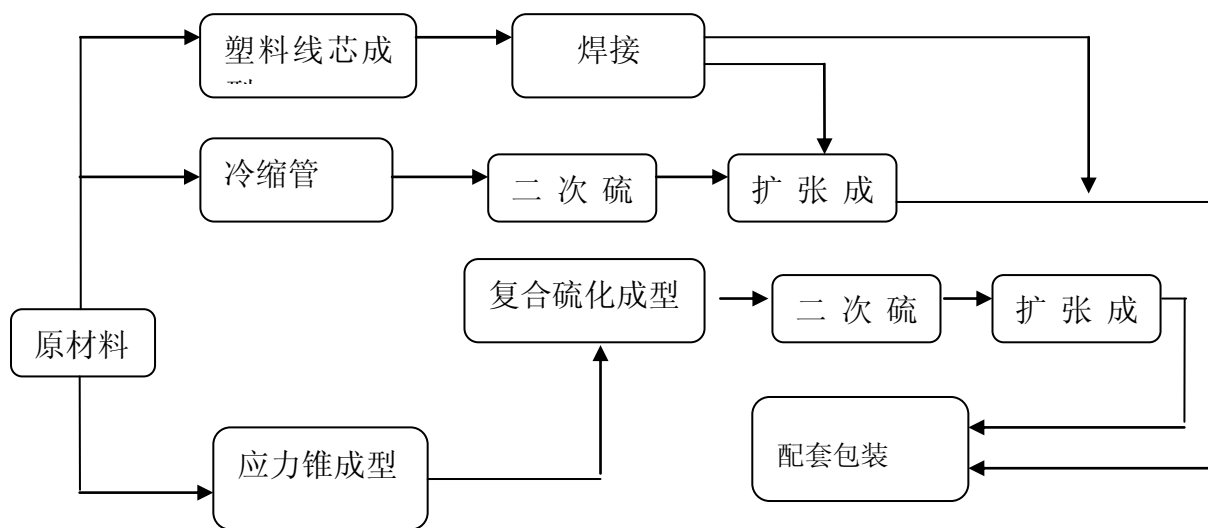 塑料线芯成
焊接
冷缩管
二次硫
扩张成
复合硫化成型
二次硫
扩张成
原材料
应力锥成型
配套包装